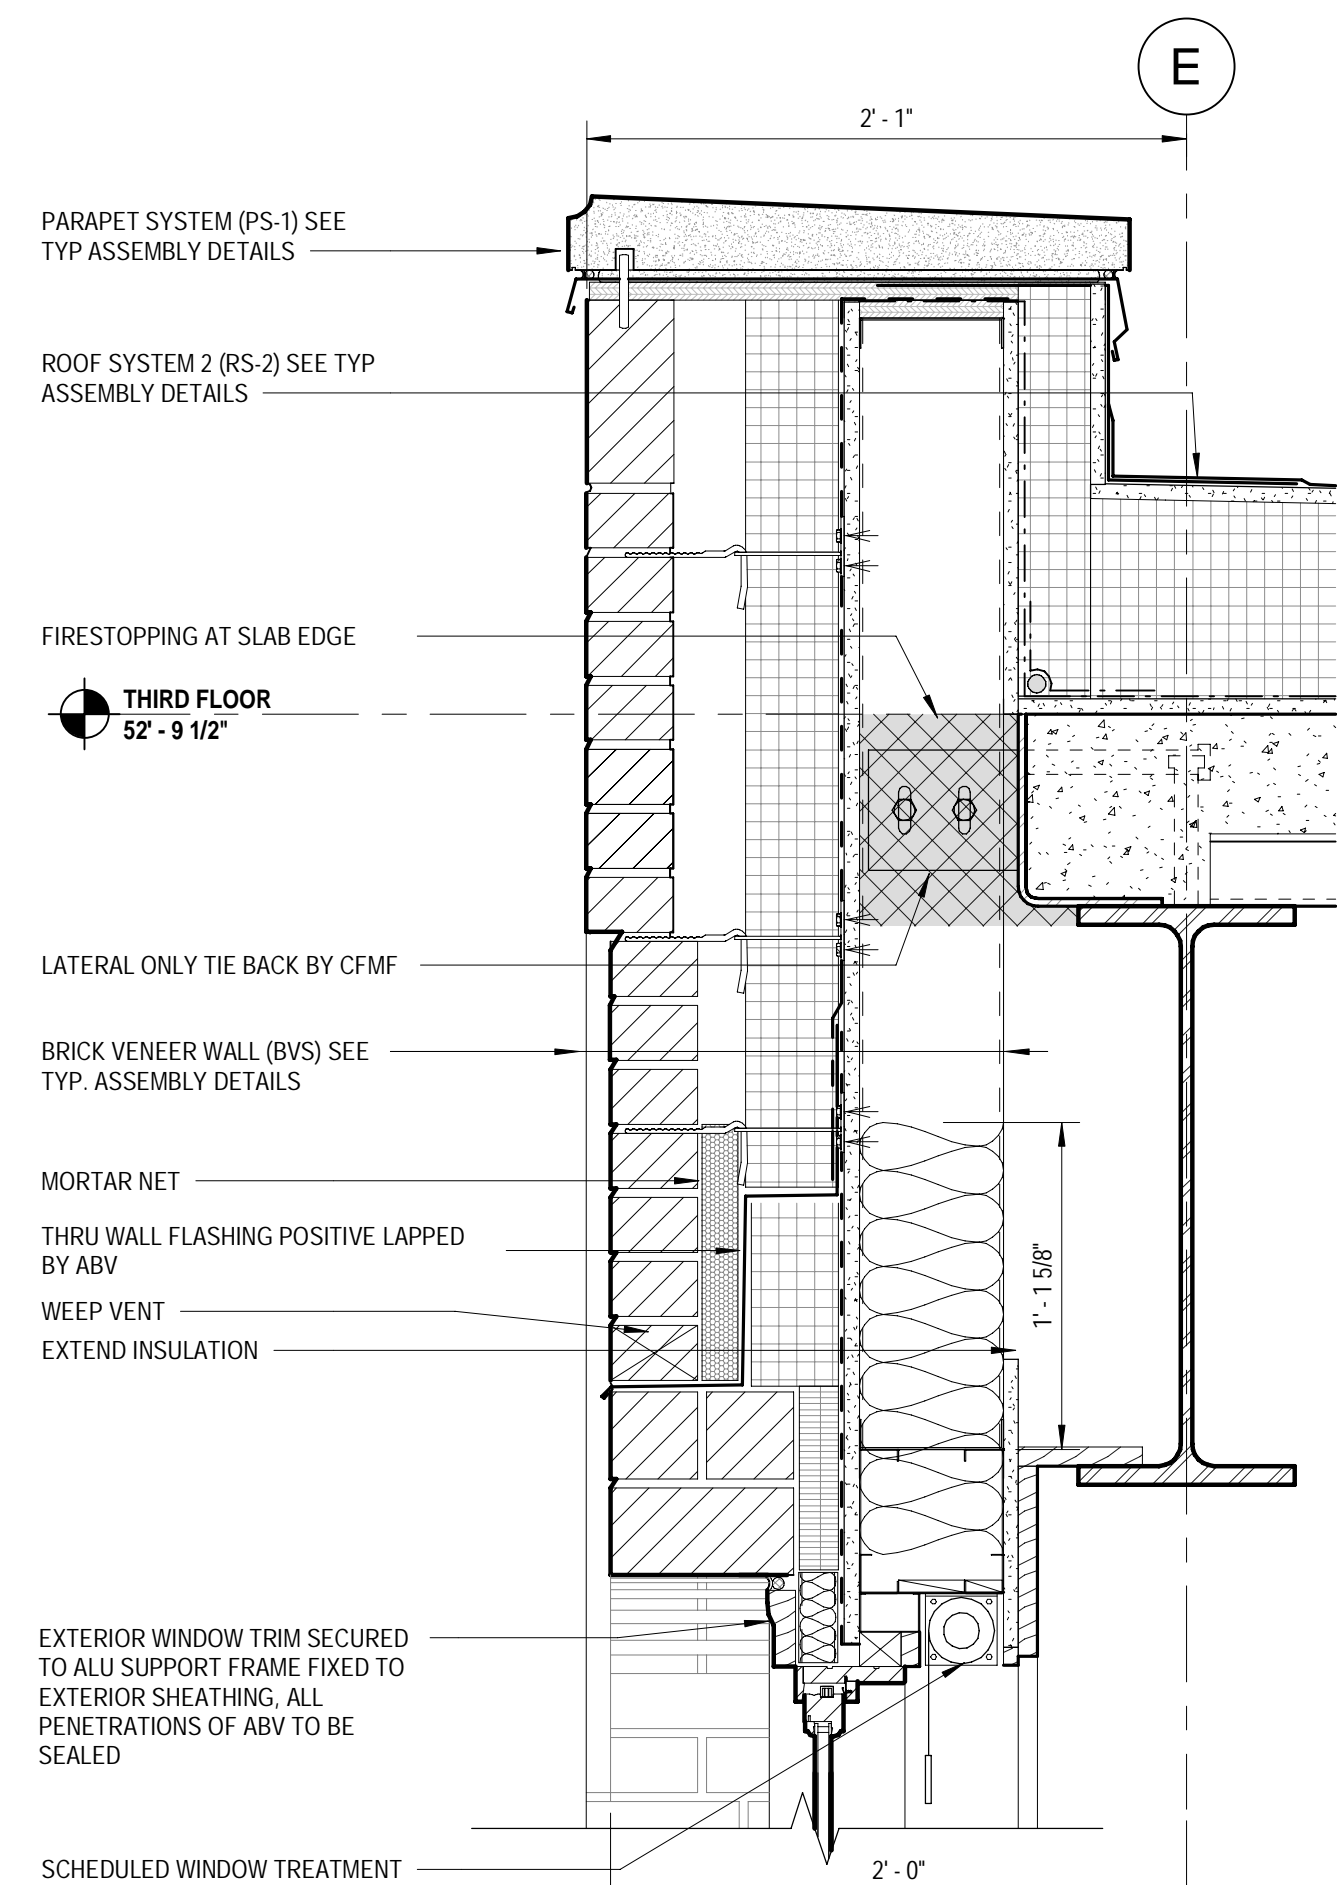 E
2' - 1"
PARAPET SYSTEM (PS-1) SEE
TYP ASSEMBLY DETAILS
ROOF SYSTEM 2 (RS-2) SEE TYP
ASSEMBLY DETAILS
FIRESTOPPING AT SLAB EDGE
THIRD FLOOR
52' - 9 1/2"
LATERAL ONLY TIE BACK BY CFMF
BRICK VENEER WALL (BVS) SEE
TYP. ASSEMBLY DETAILS
MORTAR NET
THRU WALL FLASHING POSITIVE LAPPED
BY ABV
1' - 1 5/8"
WEEP VENT
EXTEND INSULATION
EXTERIOR WINDOW TRIM SECURED
TO ALU SUPPORT FRAME FIXED TO
EXTERIOR SHEATHING, ALL
PENETRATIONS OF ABV TO BE
SEALED
SCHEDULED WINDOW TREATMENT
2' - 0"